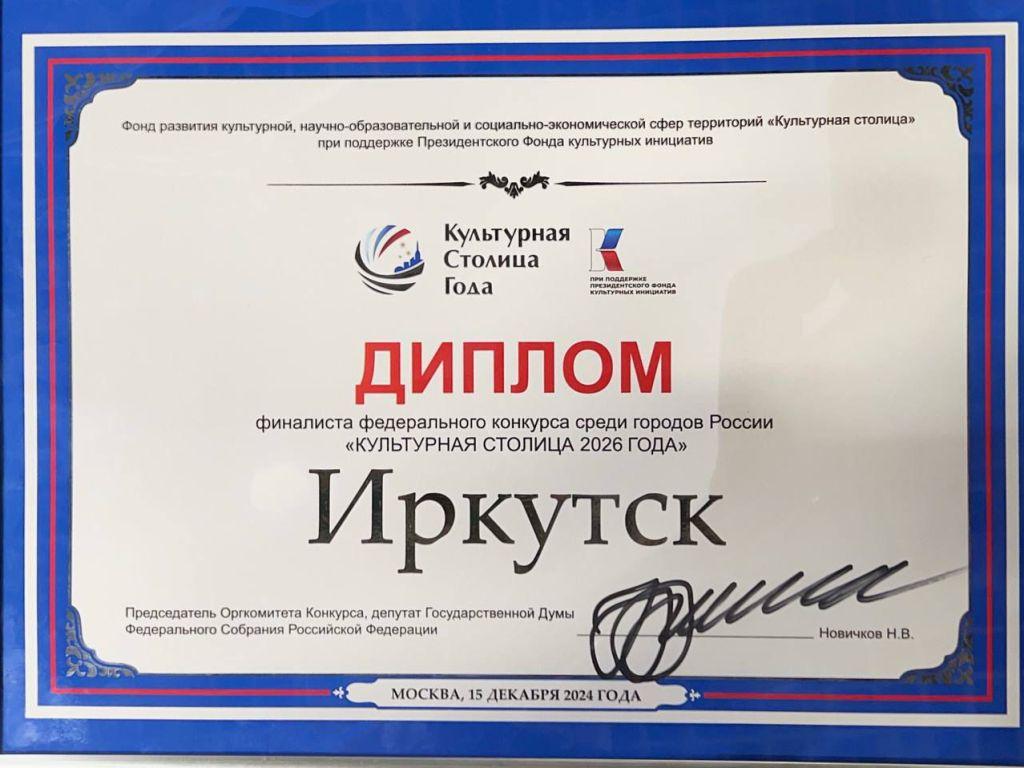 Фонд развития культурной, научно-образовательной и социально-экономической сфер территорий «Культурная столица»
при поддержке Президентского Фонда культурных инициатив
Культурная
Столица
Года
ПРИ ПОДДЕРЖКЕ
ПРЕЗИДЕНТСКОГО ФОНДА
КУЛЬТУРНЫХ ИНИЦИАТИВ
ДИПЛОМ
финалиста федерального конкурса среди городов России
«КУЛЬТУРНАЯ СТОЛИЦА 2026 ГОДА»
Иркутск
Председатель Оргкомитета Конкурса, депутат Государственной Думы
Федерального Собрания Российской Федерации
Новичков Н.В.
МОСКВА, 15 ДЕКАБРЯ 2024 ГОДА